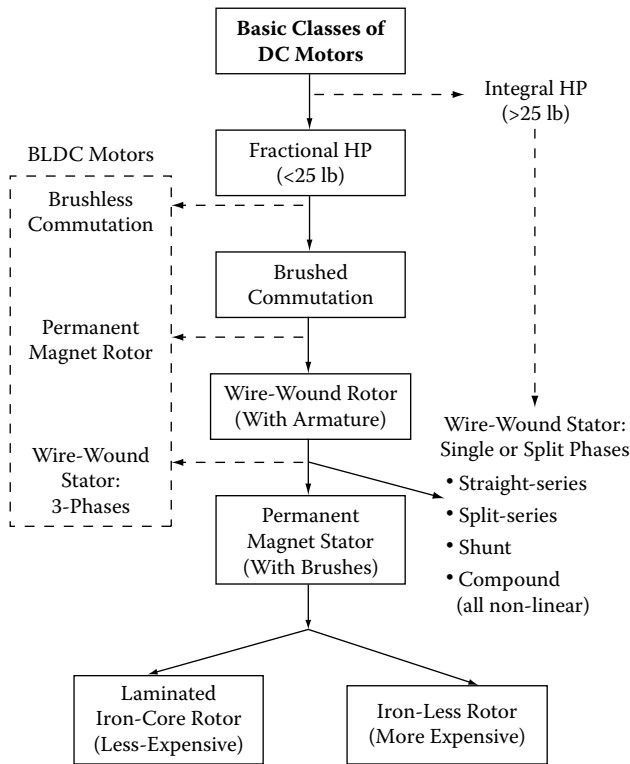 Basic Classes of
DC Motors
Integral HP
(>25 lb)
Fractional HP
(<25 lb)
BLDC Motors
Brushless
Commutation
Brushed
Commutation
Permanent
Magnet Rotor
Wire-Wound Rotor
(With Armature)
Wire-Wound Stator:
Single or Split Phases
• Straight-series
• Split-series
• Shunt
• Compound
(all non-linear)
Wire-Wound
Stator:
3-Phases
Permanent
Magnet Stator
(With Brushes)
Laminated
Iron-Core Rotor
(Less-Expensive)
Iron-Less Rotor
(More Expensive)